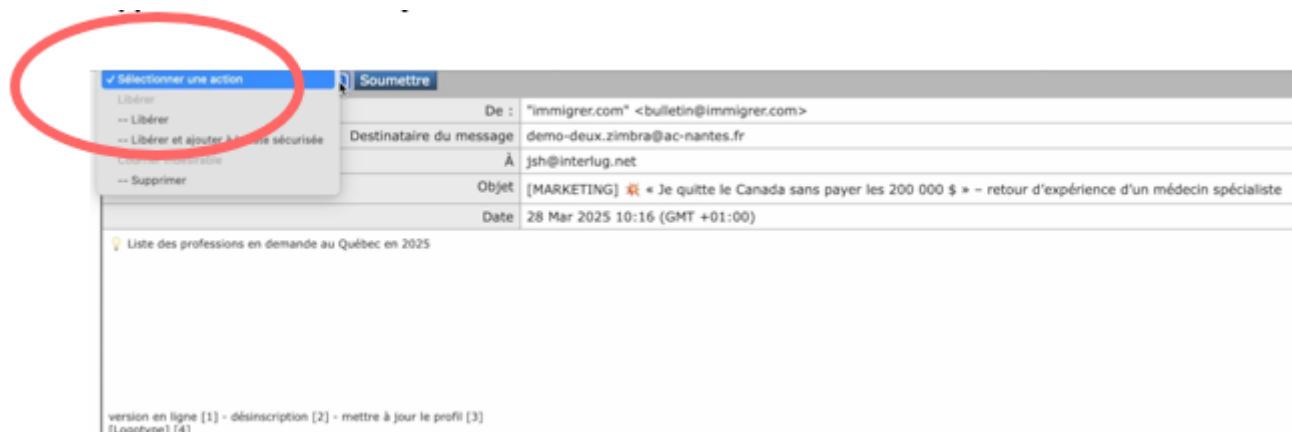 ✓ Sélectionner une action
Soumettre
Libérer
-- Libérer
-- Libérer et ajouter à la liste sécurisée
Courrier indésirable
-- Supprimer
De : "immigrer.com" <bulletin@immigrer.com>
Destinataire du message demo-deux.zimbra@ac-nantes.fr
À jsh@interlug.net
Objet [MARKETING] 💥 « Je quitte le Canada sans payer les 200 000 $ » – retour d’expérience d’un médecin spécialiste
Date 28 Mar 2025 10:16 (GMT +01:00)
💡 Liste des professions en demande au Québec en 2025
version en ligne [1] - désinscription [2] - mettre à jour le profil [3]
[Logotype] [4]